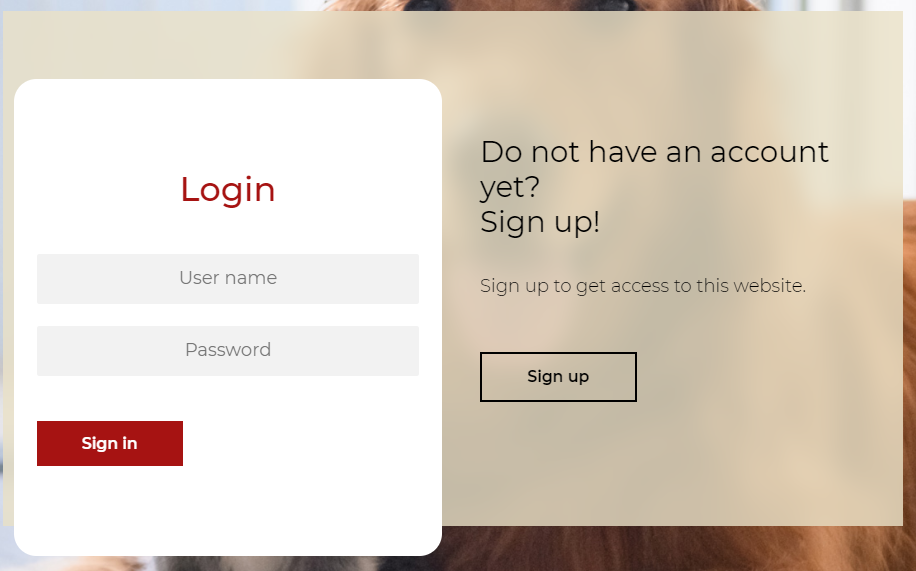 Login
User name
Password
Sign in
Do not have an account
yet?
Sign up!
Sign up to get access to this website.
Sign up